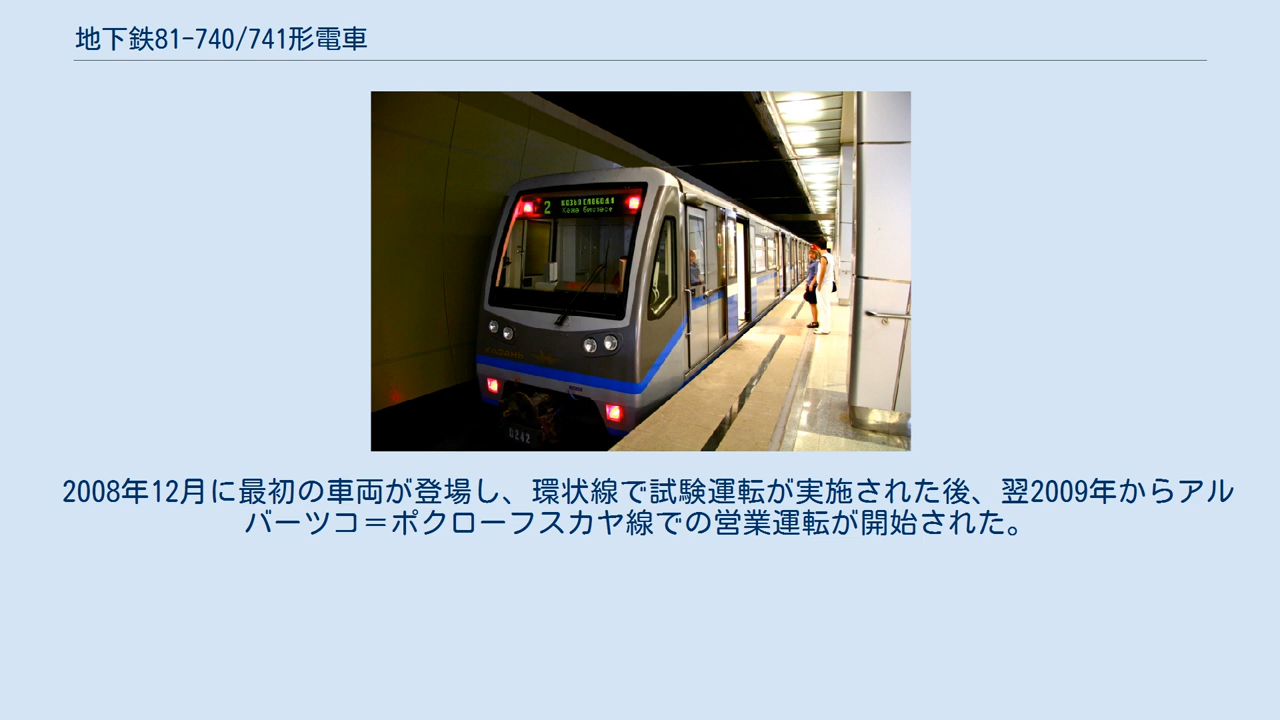 地下鉄81-740/741形電車
2
0242
2008年12月に最初の車両が登場し、環状線で試験運転が実施された後、翌2009年からアル
バーツコ＝ポクローフスカヤ線での営業運転が開始された。